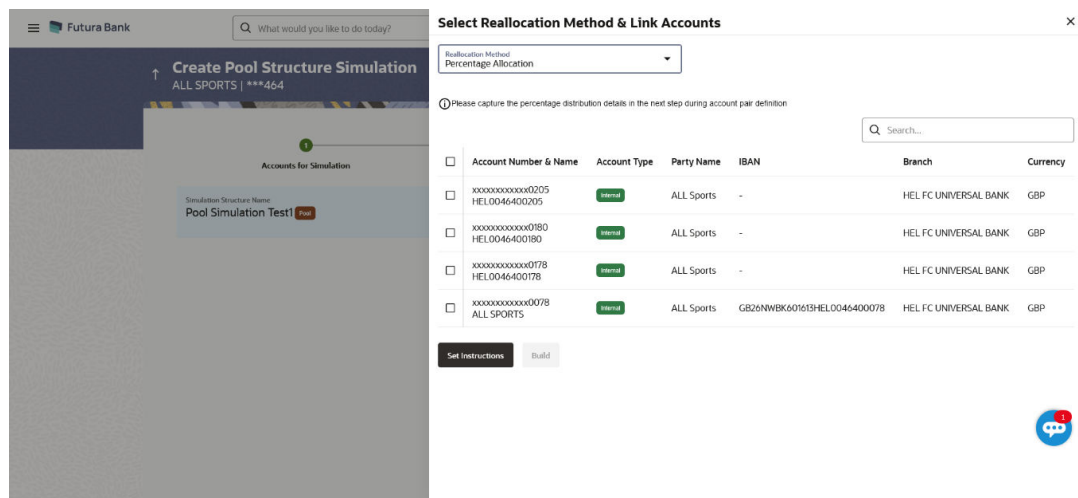 Futura Bank
What would you like to do today?
Create Pool Structure Simulation
ALL SPORTS | ***464
1
Accounts for Simulation
Simulation Structure Name
Pool Simulation Test1 Pool
Select Reallocation Method & Link Accounts
Reallocation Method
Percentage Allocation
Please capture the percentage distribution details in the next step during account pair definition
Search...
Account Number & Name Account Type Party Name IBAN Branch Currency
xxxxxxxxxxxx0205
HEL0046400205
Internal ALL Sports - HEL FC UNIVERSAL BANK GBP
xxxxxxxxxxxx0180
HEL0046400180
Internal ALL Sports - HEL FC UNIVERSAL BANK GBP
xxxxxxxxxxxx0178
HEL0046400178
Internal ALL Sports - HEL FC UNIVERSAL BANK GBP
xxxxxxxxxxxx0078
ALL SPORTS
Internal ALL Sports GB26NWBK601613HEL0046400078 HEL FC UNIVERSAL BANK GBP
Set Instructions Build
1